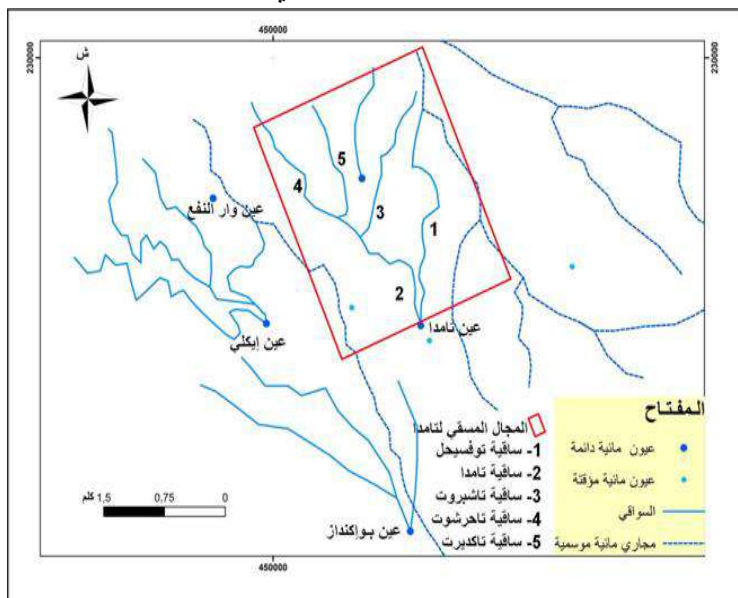 450000
230000
230000
ش
5
4
3
1
2
عين وار النفع
عين تامدا
عين إيكلي
عين بوإكنداز
المجال المسقي لتامدا
1- ساقية توفسيحل
2- ساقية تامدا
3- ساقية تاشبروت
4- ساقية تاحرشوت
5- ساقية تاكديرت
المفتاح
عيون مائية دائمة
عيون مائية مؤقتة
السواقي
مجاري مائية موسمية
1,5 كلم
0,75
0
450000